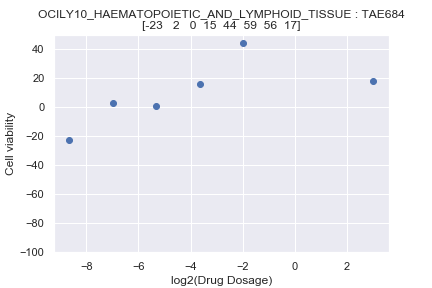 OCILY10_HAEMATOPOIETIC_AND_LYMPHOID_TISSUE : TAE684
[-23 2 0 15 44 59 56 17]
40
20
0
−20
−40
−60
−80
−100
Cell viability
−8 −6 −4 −2 0 2
log2(Drug Dosage)